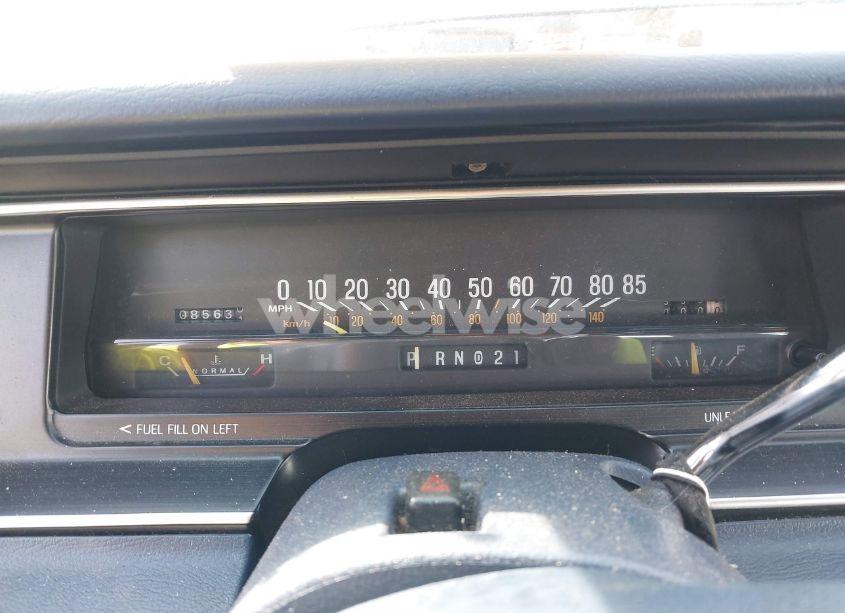 0 10 20 30 40 50 60 70 80 85
MPH
08563
Km/h 10 20 40 60 80 100 120 140
wheelwise
C H
NORMAL
P R N D 2 1
F
< FUEL FILL ON LEFT